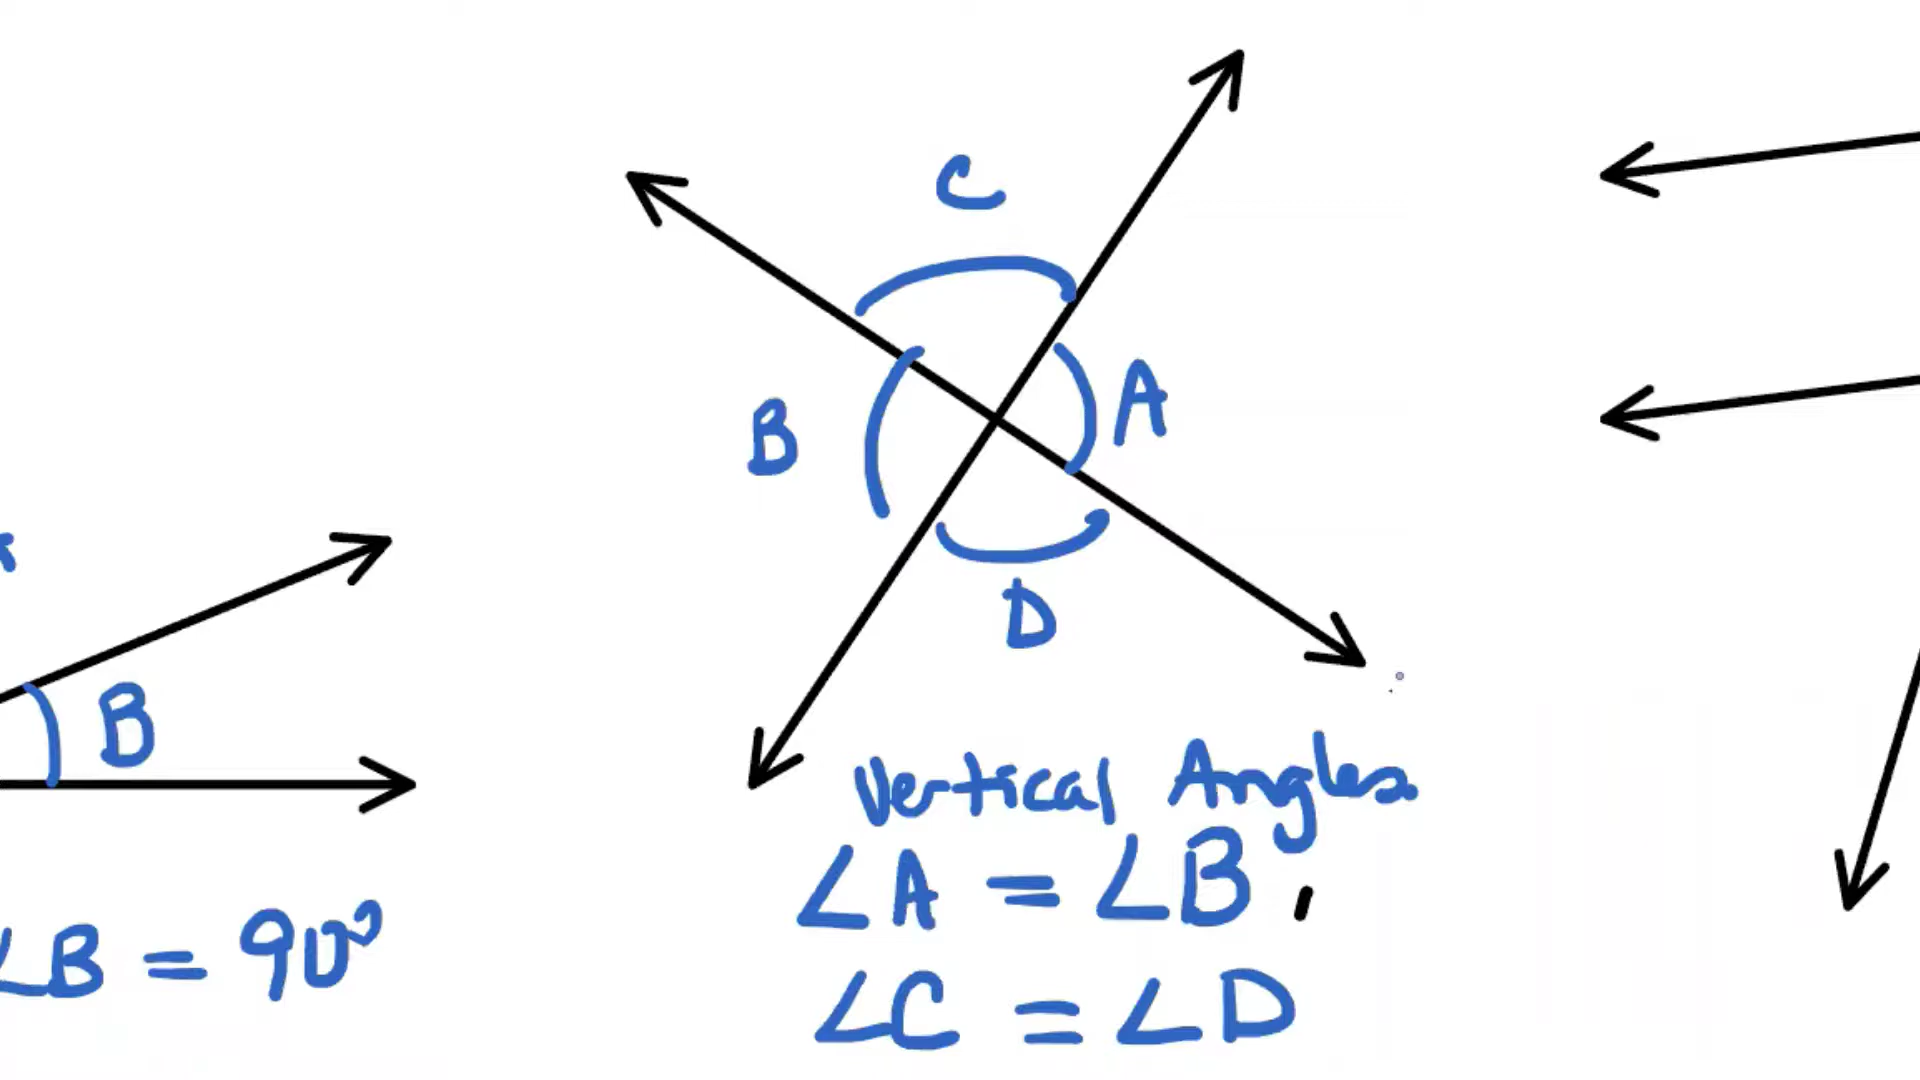 C
A
B
D
B
Vertical Angles
∠A = ∠B
∠B = 90°
∠C = ∠D